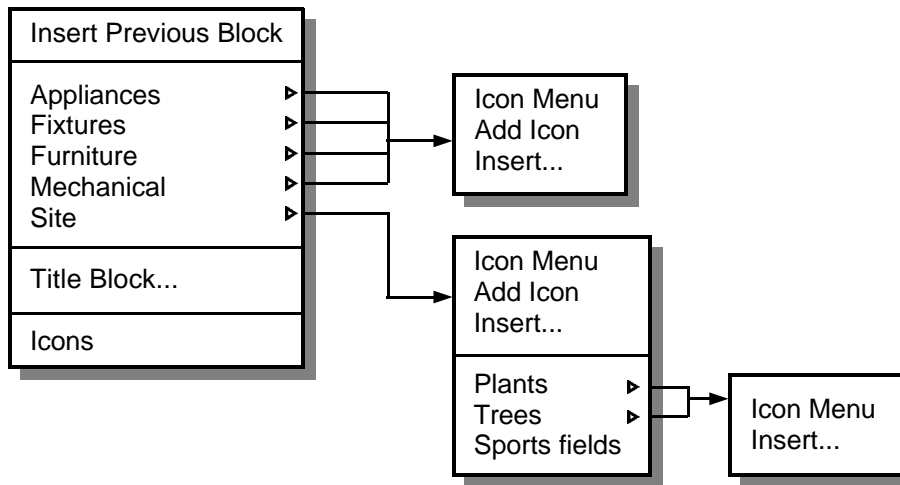 Insert Previous Block
Appliances
Fixtures
Furniture
Mechanical
Site
Title Block...
Icons
Icon Menu
Add Icon
Insert...
Icon Menu
Add Icon
Insert...
Plants
Trees
Sports fields
Icon Menu
Insert...